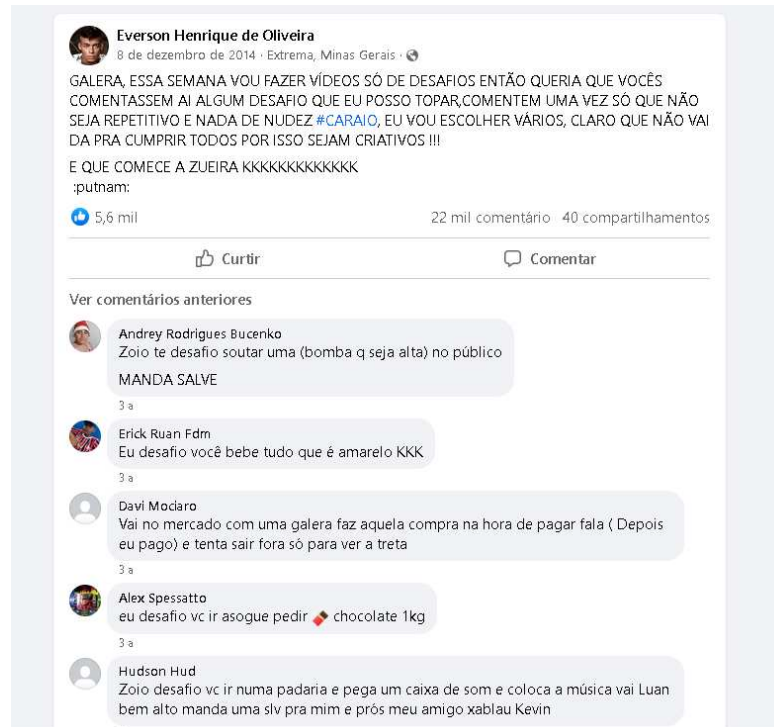 Everson Henrique de Oliveira
8 de dezembro de 2014 · Extrema, Minas Gerais ·
GALERA, ESSA SEMANA VOU FAZER VÍDEOS SÓ DE DESAFIOS ENTÃO QUERIA QUE VOCÊS
COMENTASSEM AI ALGUM DESAFIO QUE EU POSSO TOPAR,COMENTEM UMA VEZ SÓ QUE NÃO
SEJA REPETITIVO E NADA DE NUDEZ #CARAIO, EU VOU ESCOLHER VÁRIOS, CLARO QUE NÃO VAI
DA PRA CUMPRIR TODOS POR ISSO SEJAM CRIATIVOS !!!
E QUE COMECE A ZUEIRA KKKKKKKKKKKKK
:putnam:
5,6 mil 22 mil comentário 40 compartilhamentos
Curtir Comentar
Ver comentários anteriores
Andrey Rodrigues Bucenko
Zoio te desafio soutar uma (bomba q seja alta) no público
MANDA SALVE
3 a
Erick Ruan Fdm
Eu desafio você bebe tudo que é amarelo KKK
3 a
Davi Mociaro
Vai no mercado com uma galera faz aquela compra na hora de pagar fala ( Depois
eu pago) e tenta sair fora só para ver a treta
3 a
Alex Spessatto
eu desafio vc ir asogue pedir 🍫 chocolate 1kg
3 a
Hudson Hud
Zoio desafio vc ir numa padaria e pega um caixa de som e coloca a música vai Luan
bem alto manda uma slv pra mim e prós meu amigo xablau Kevin